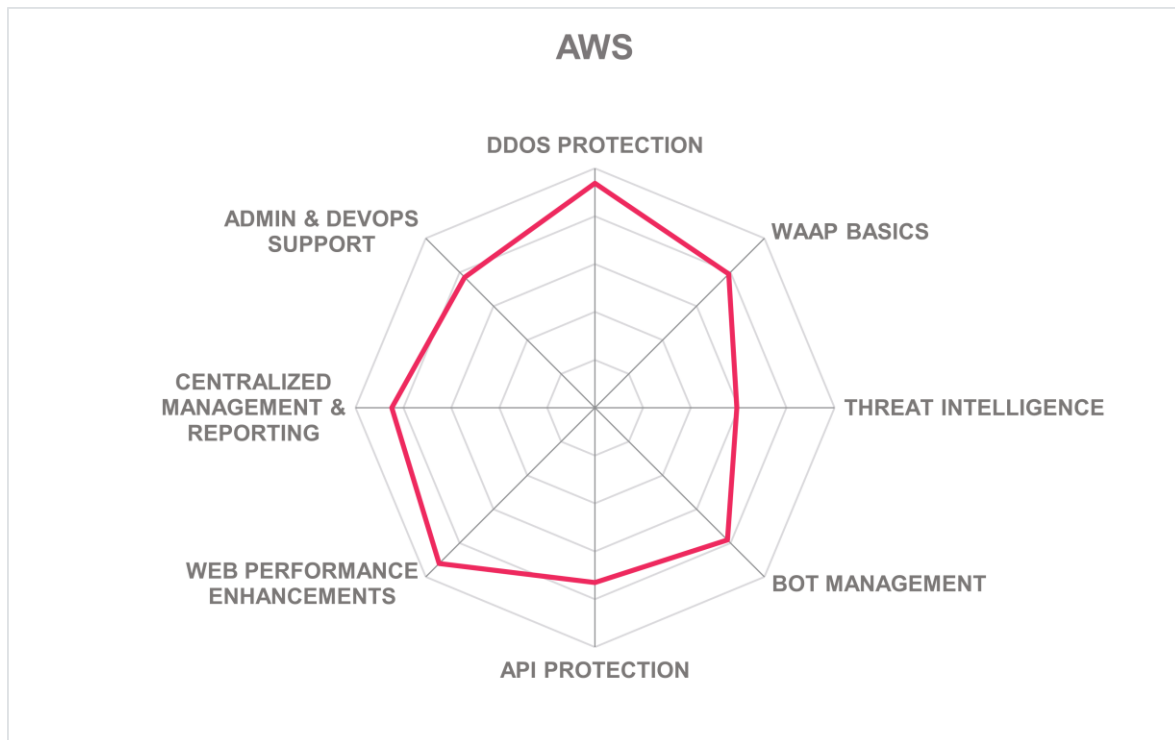 AWS
DDOS PROTECTION
ADMIN & DEVOPS
SUPPORT
WAAP BASICS
CENTRALIZED
MANAGEMENT &
REPORTING
THREAT INTELLIGENCE
WEB PERFORMANCE
ENHANCEMENTS
BOT MANAGEMENT
API PROTECTION